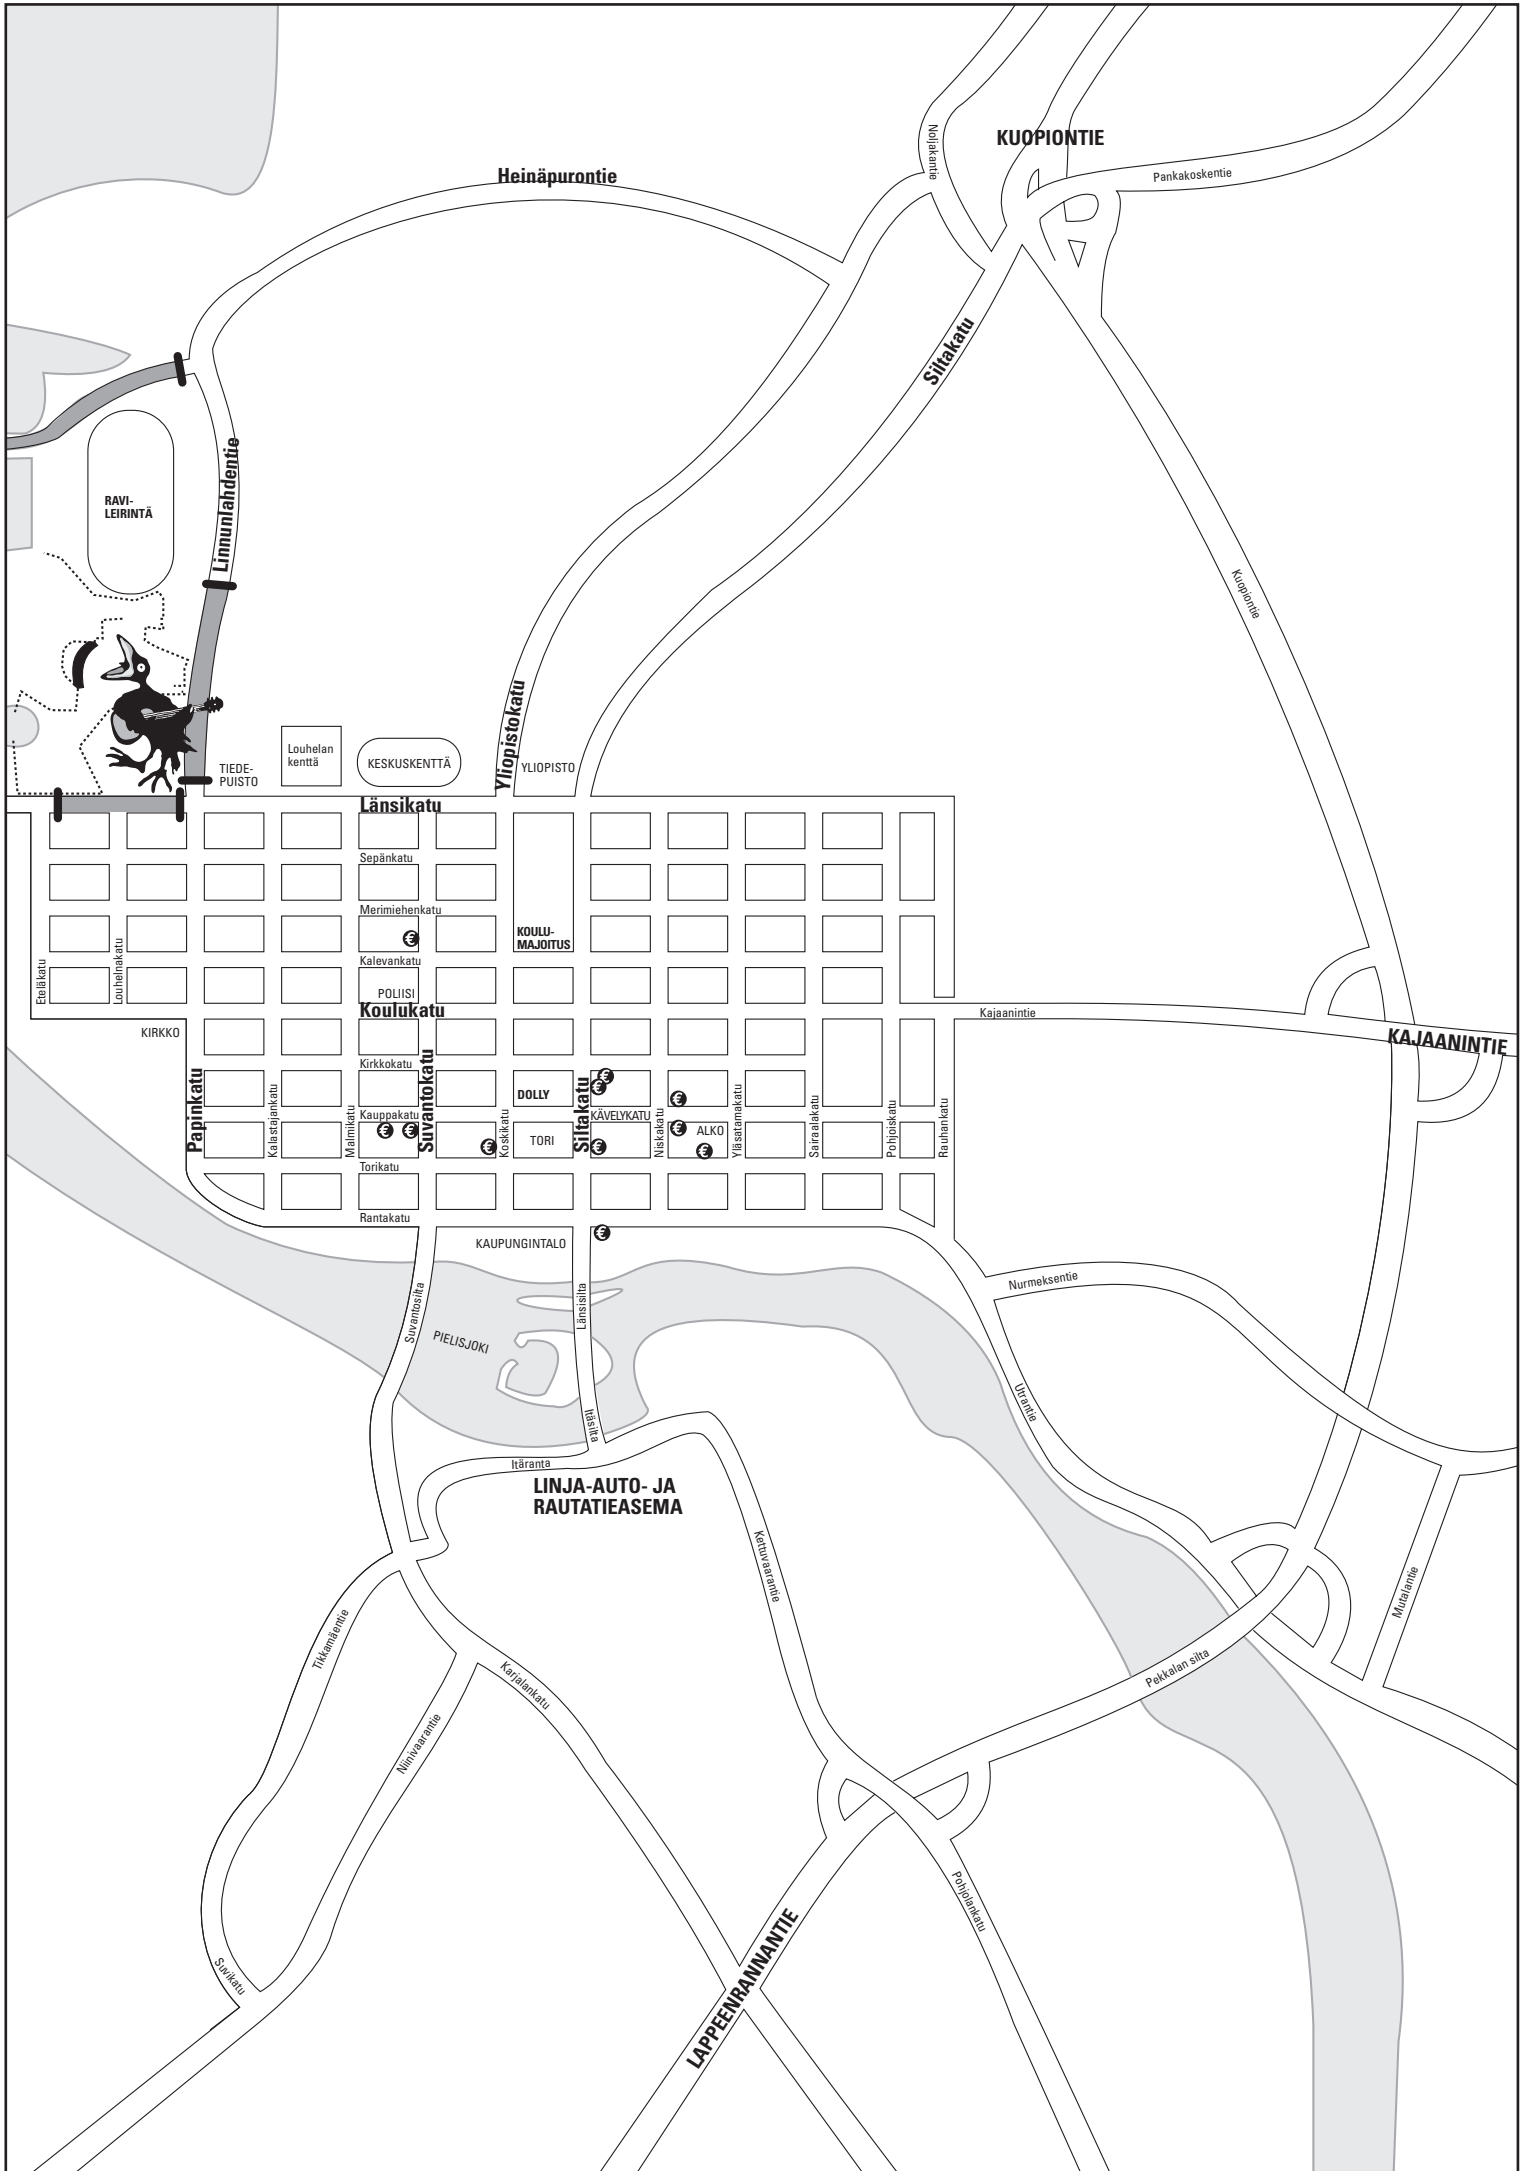 KUOPIONTIE
Noljakantie
Pankakoskentie
Heinäpurontie
Siltakatu
Linnunlahdentie
RAVI-
LEIRINTÄ
Kuopiontie
Yliopistokatu
Louhelan
kenttä
KESKUSKENTTÄ
YLIOPISTO
TIEDE-
PUISTO
Länsikatu
Sepänkatu
Merimiehenkatu
KOULU-
MAJOITUS
Kalevankatu
Eteläkatu
Louhelnakatu
POLIISI
Koulukatu
Kajaanintie
KIRKKO
KAJAANINTIE
Kirkkokatu
Papinkatu
Kalastajankatu
Malmikatu
Suvantokatu
DOLLY
Siltakatu
Kauppakatu
Koskikatu
KÄVELYKATU
Niskakatu
Yläsatamakatu
Sairaalakatu
Pohjoiskatu
Rauhankatu
TORI
ALKO
Torikatu
Rantakatu
KAUPUNGINTALO
Nurmeksentie
Suvantosilta
Länsisilta
PIELISJOKI
Utrantie
Itäsilta
Itäranta
LINJA-AUTO- JA
RAUTATIEASEMA
Kettuvaarantie
Mutalantie
Tikkamäentie
Karjalankatu
Pekkalan silta
Niinivaarantie
Pohjolankatu
LAPPEENRANNANTIE
Suvikatu